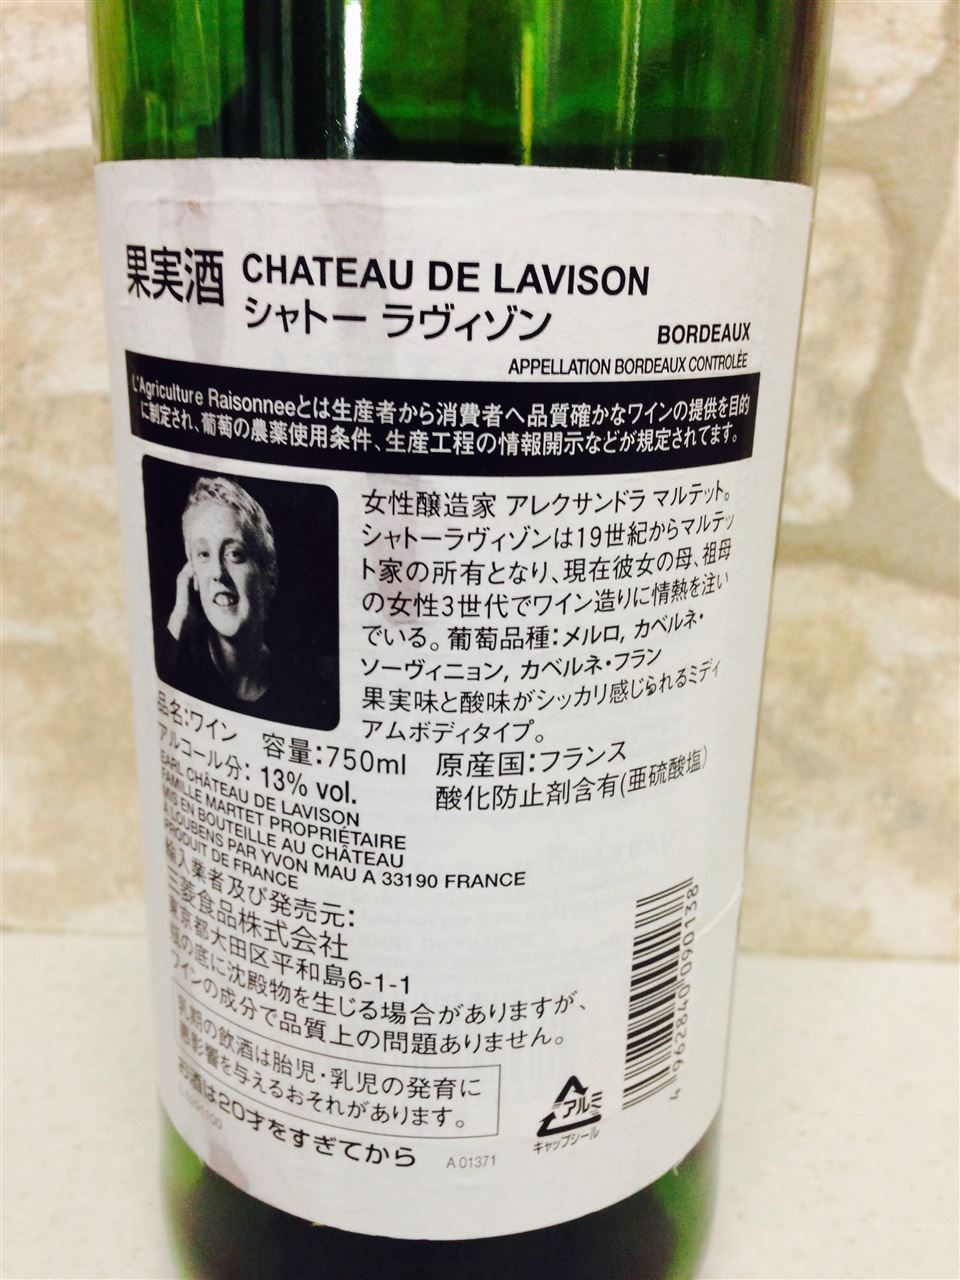 果実酒 CHATEAU DE LAVISON
シャトー ラヴィゾン
BORDEAUX
APPELLATION BORDEAUX CONTROLÉE
L'Agriculture Raisonneeとは生産者から消費者へ品質確かなワインの提供を目的
に制定され、葡萄の農薬使用条件、生産工程の情報開示などが規定されてます。
女性醸造家 アレクサンドラ マルテット。
シャトーラヴィゾンは19世紀からマルテッ
ト家の所有となり、現在彼女の母、祖母
の女性3世代でワイン造りに情熱を注い
でいる。葡萄品種:メルロ, カベルネ・
ソーヴィニョン, カベルネ・フラン
果実味と酸味がシッカリ感じられるミディ
アムボディタイプ。
品名:ワイン 容量:750ml 原産国:フランス
アルコール分: 13% vol. 酸化防止剤含有(亜硫酸塩)
EARL CHÂTEAU DE LAVISON
FAMILLE MARTET PROPRIÉTAIRE
MIS EN BOUTEILLE AU CHÂTEAU
À LOUBENS PAR YVON MAU A 33190 FRANCE
PRODUIT DE FRANCE
輸入業者及び発売元:
三菱食品株式会社
東京都大田区平和島6-1-1
瓶の底に沈殿物を生じる場合がありますが、
ワインの成分で品質上の問題ありません。
乳期の飲酒は胎児・乳児の発育に
悪影響を与えるおそれがあります。
お酒は20才をすぎてから
A 01371
アルミ
キャップシール
4 962840 090138